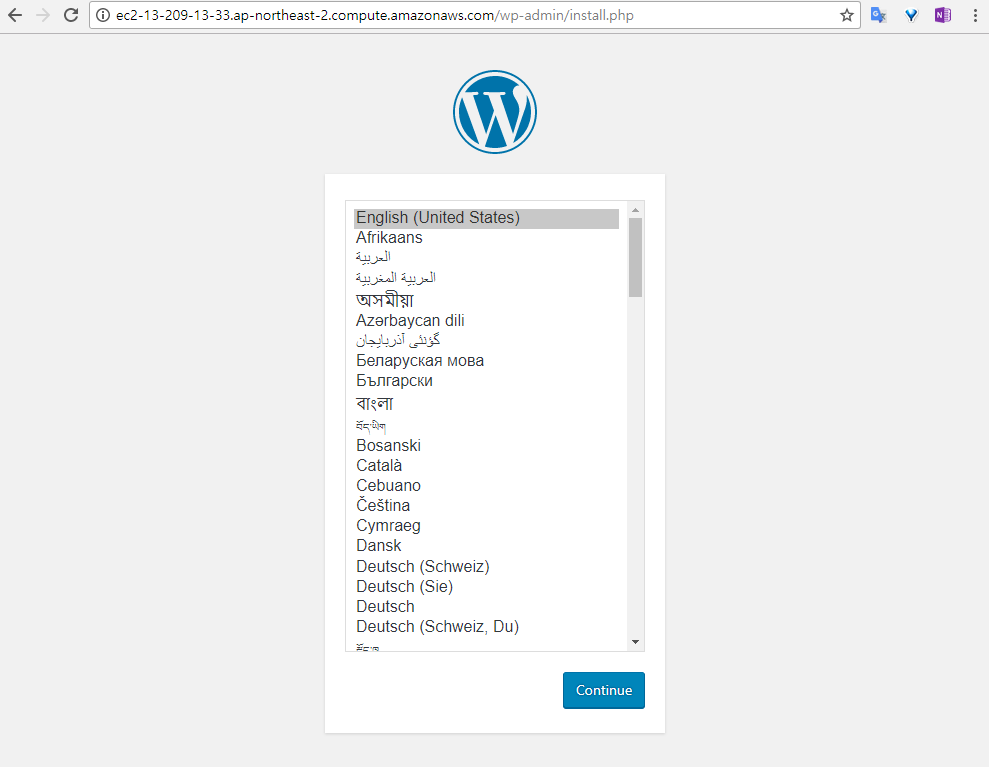 ec2-13-209-13-33.ap-northeast-2.compute.amazonaws.com/wp-admin/install.php
English (United States)
Afrikaans
العربية
العربية المغربية
অসমীয়া
Azərbaycan dili
گؤنئی آذربایجان
Беларуская мова
Български
বাংলা
བོད་ཡིག
Bosanski
Català
Cebuano
Čeština
Cymraeg
Dansk
Deutsch (Schweiz)
Deutsch (Sie)
Deutsch
Deutsch (Schweiz, Du)
Continue